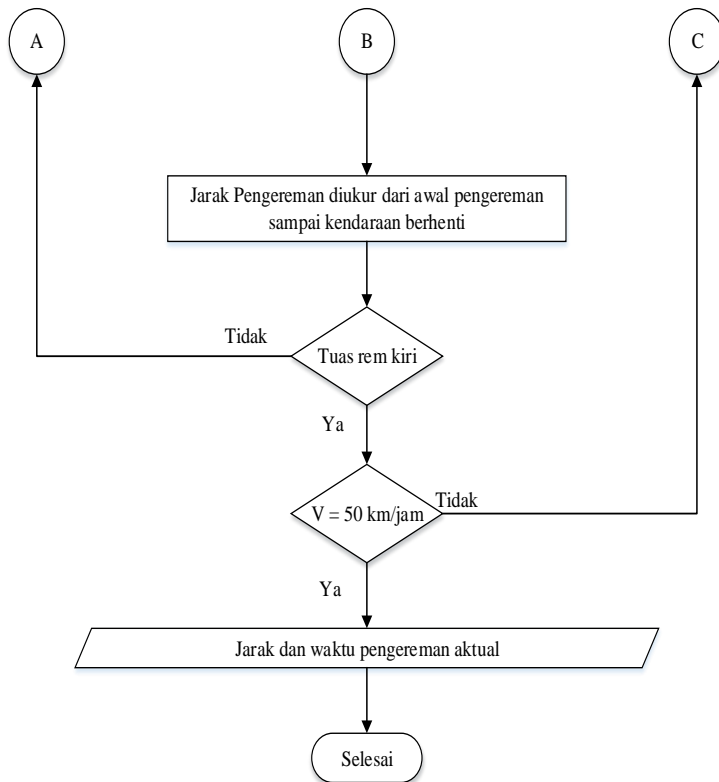 A
B
C
Jarak Pengereman diukur dari awal pengereman
sampai kendaraan berhenti
Tidak
Tuas rem kiri
Ya
V = 50 km/jam
Tidak
Ya
Jarak dan waktu pengereman aktual
Selesai